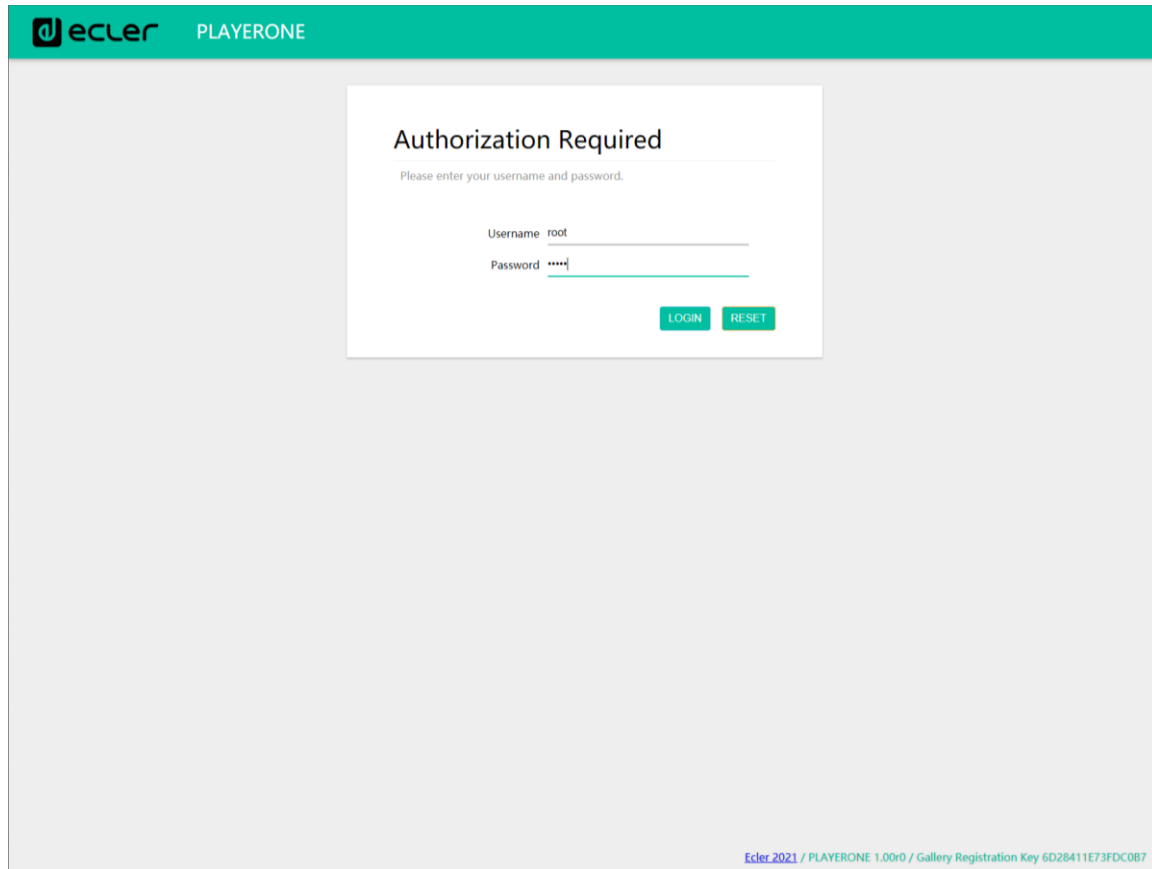 ecler PLAYERONE
Authorization Required
Please enter your username and password.
Username root
Password •••••
LOGIN RESET
Ecler 2021 / PLAYERONE 1.00r0 / Gallery Registration Key 6D28411E73FDC0B7